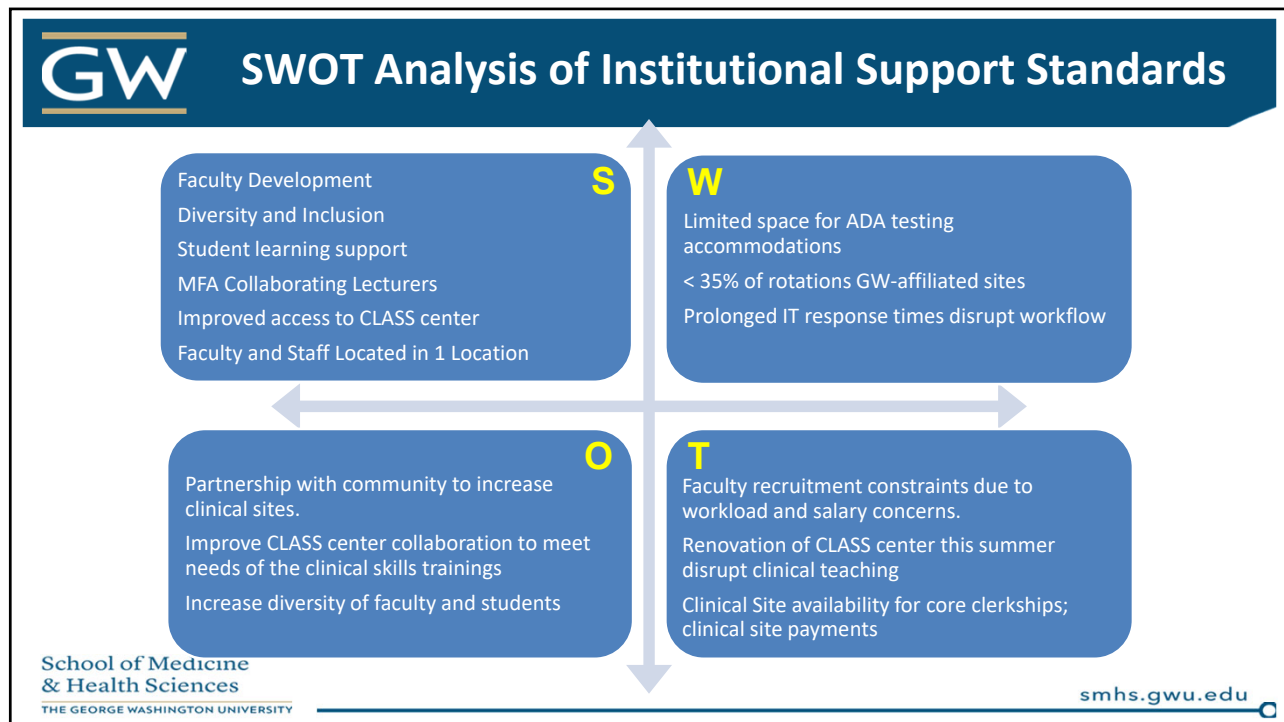 GW
SWOT Analysis of Institutional Support Standards
S
Faculty Development
Diversity and Inclusion
Student learning support
MFA Collaborating Lecturers
Improved access to CLASS center
Faculty and Staff Located in 1 Location
W
Limited space for ADA testing
accommodations
< 35% of rotations GW-affiliated sites
Prolonged IT response times disrupt workflow
O
Partnership with community to increase
clinical sites.
Improve CLASS center collaboration to meet
needs of the clinical skills trainings
Increase diversity of faculty and students
T
Faculty recruitment constraints due to
workload and salary concerns.
Renovation of CLASS center this summer
disrupt clinical teaching
Clinical Site availability for core clerkships;
clinical site payments
School of Medicine
& Health Sciences
THE GEORGE WASHINGTON UNIVERSITY
smhs.gwu.edu